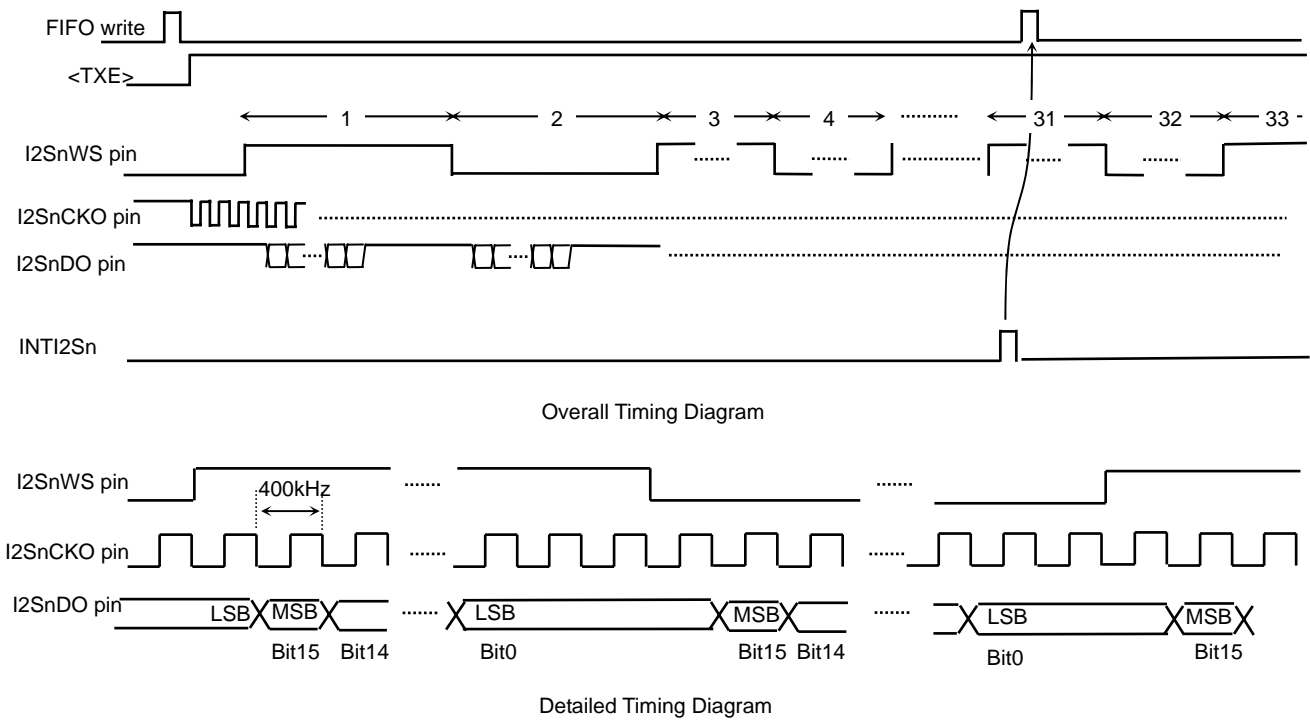 FIFO write
<TXE>
1 2 3 4 .......... 31 32 33
I2SnWS pin
I2SnCKO pin
I2SnDO pin
INTI2Sn
Overall Timing Diagram
I2SnWS pin
400kHz
I2SnCKO pin
I2SnDO pin
LSB MSB LSB MSB LSB MSB
Bit15 Bit14 Bit0 Bit15 Bit14 Bit0 Bit15
Detailed Timing Diagram